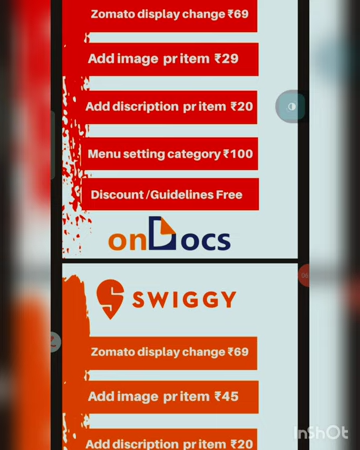 Zomato display change ₹69
Add image pr item ₹29
Add discription pr item ₹20
Menu setting category ₹100
Discount /Guidelines Free
onDocs
SWIGGY
Zomato display change ₹69
Add image pr item ₹45
Add discription pr item ₹20
InShOt